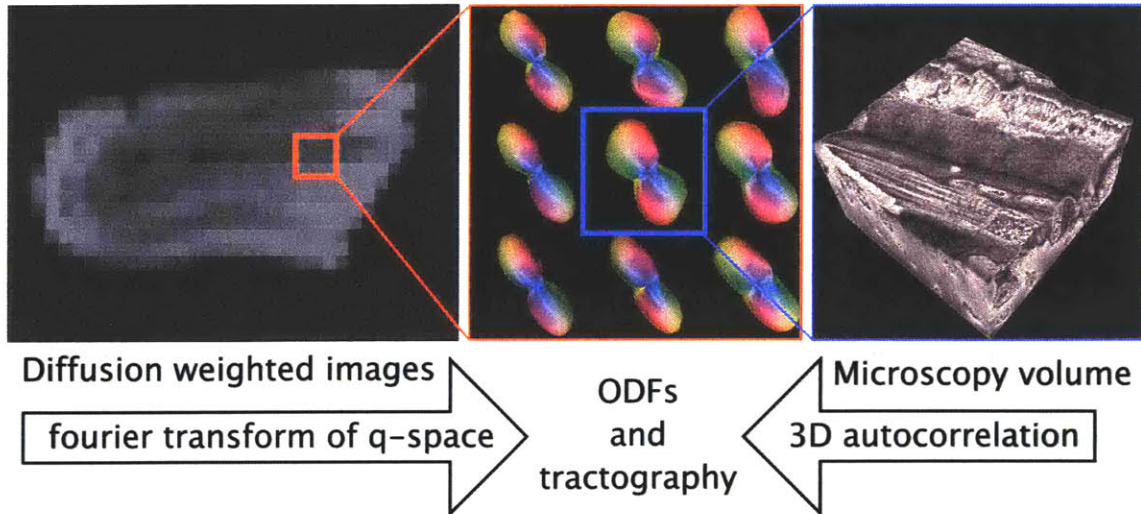 Diffusion weighted images
fourier transform of q-space
ODFs
and
tractography
Microscopy volume
3D autocorrelation